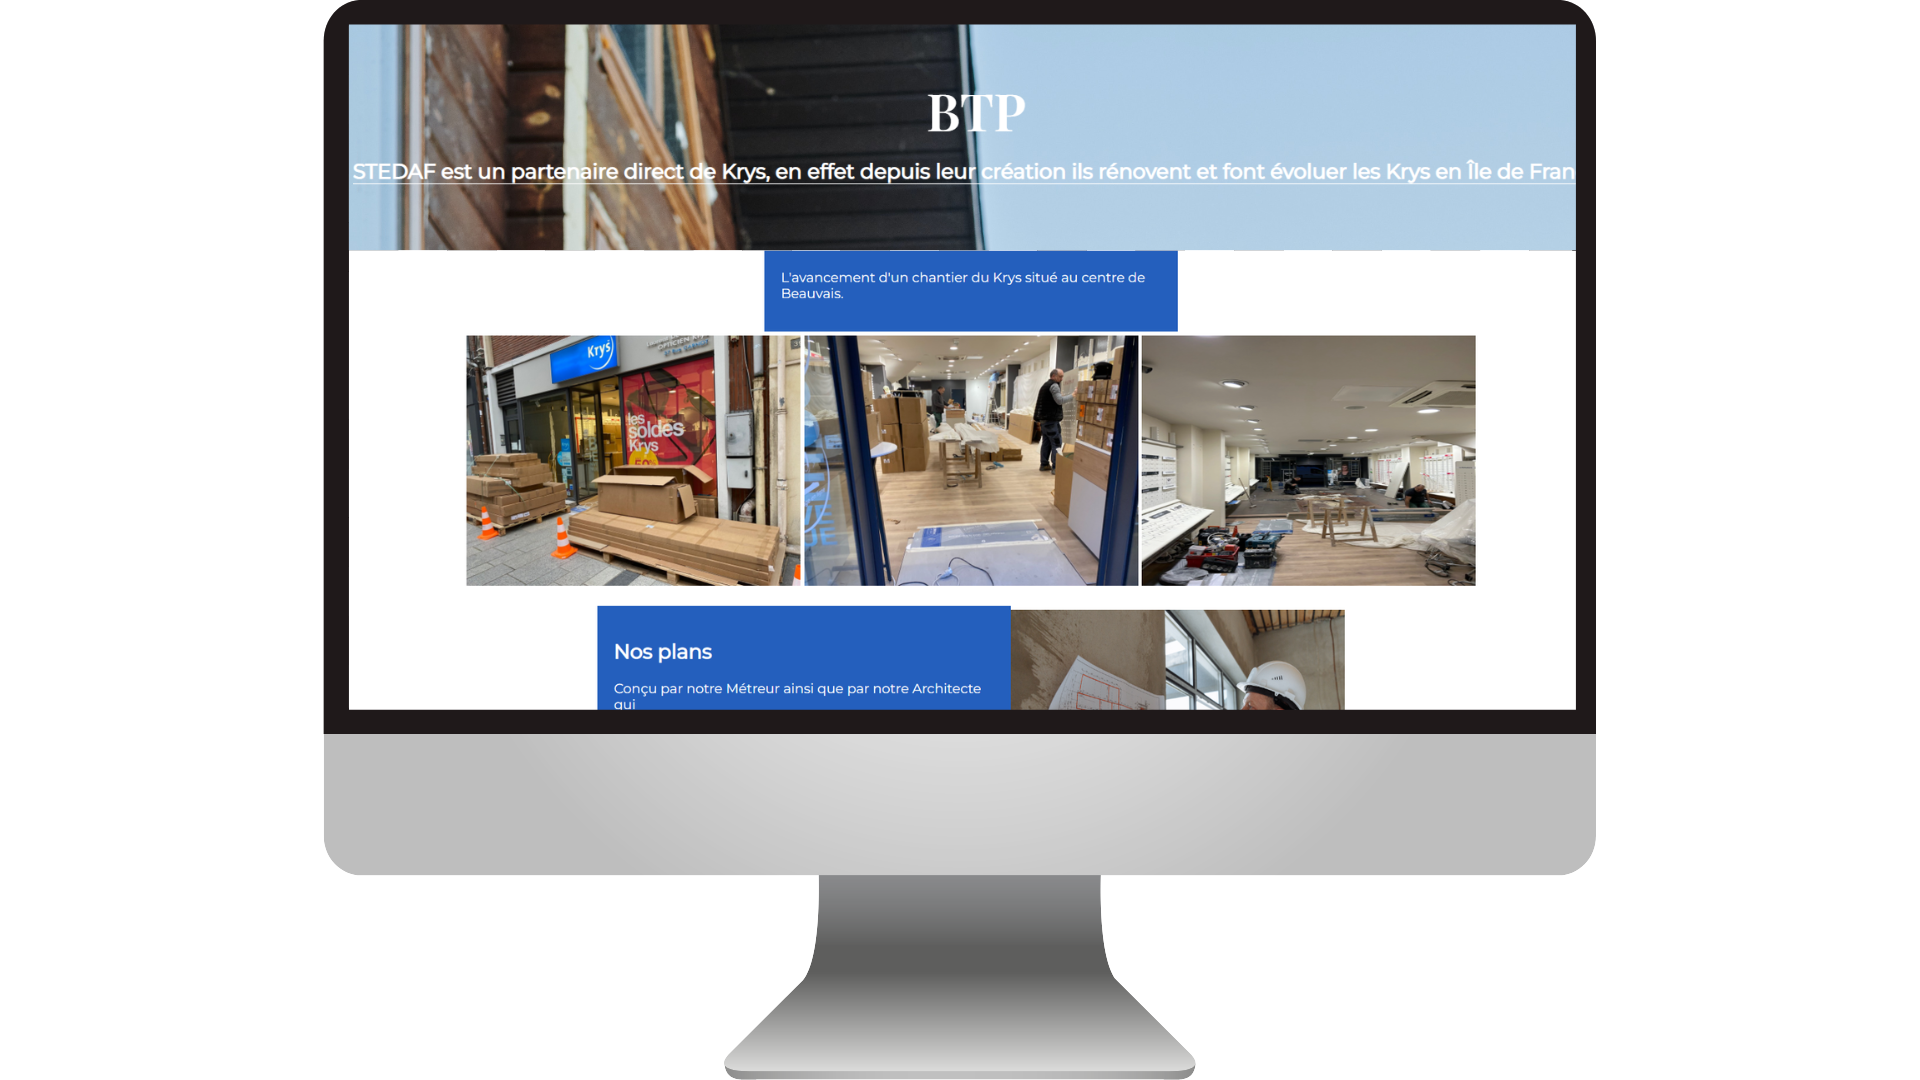 BTP
STEDAF est un partenaire direct de Krys, en effet depuis leur création ils rénovent et font évoluer les Krys en Île de Fran
L'avancement d'un chantier du Krys situé au centre de
Beauvais.
Krys
les
soldes
Krys
50%
Nos plans
Conçu par notre Métreur ainsi que par notre Architecte
qui